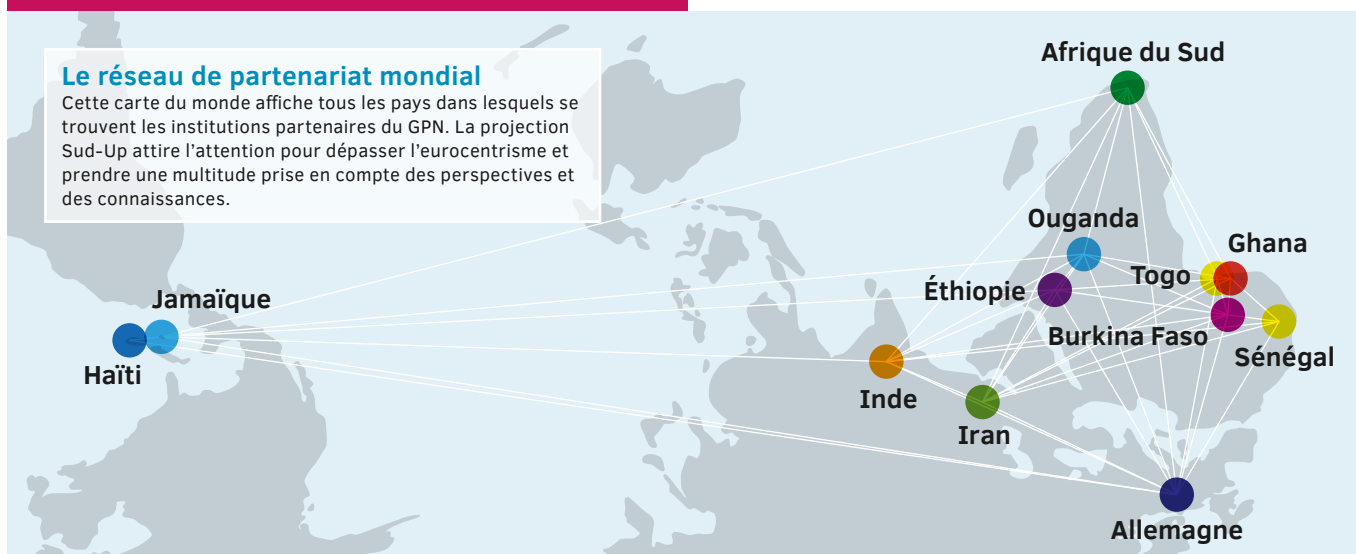 Le réseau de partenariat mondial
Cette carte du monde affiche tous les pays dans lesquels se
trouvent les institutions partenaires du GPN. La projection
Sud-Up attire l'attention pour dépasser l'eurocentrisme et
prendre une multitude prise en compte des perspectives et
des connaissances.
Afrique du Sud
Ouganda
Ghana
Togo
Éthiopie
Jamaïque
Burkina Faso
Sénégal
Haïti
Inde
Iran
Allemagne